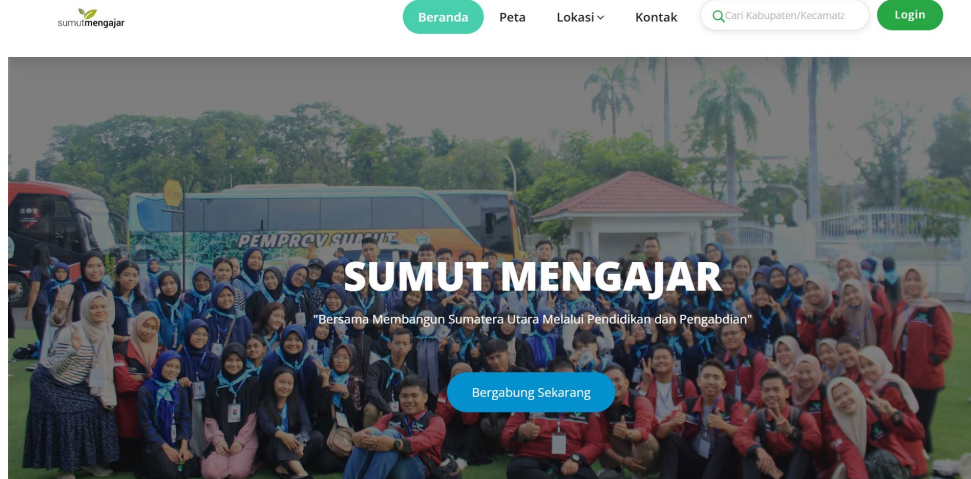 sumutmengajar
Beranda Peta Lokasi Kontak Cari Kabupaten/Kecamata Login
PEMPROV SUMUT
SUMUT MENGAJAR
"Bersama Membangun Sumatera Utara Melalui Pendidikan dan Pengabdian"
Bergabung Sekarang